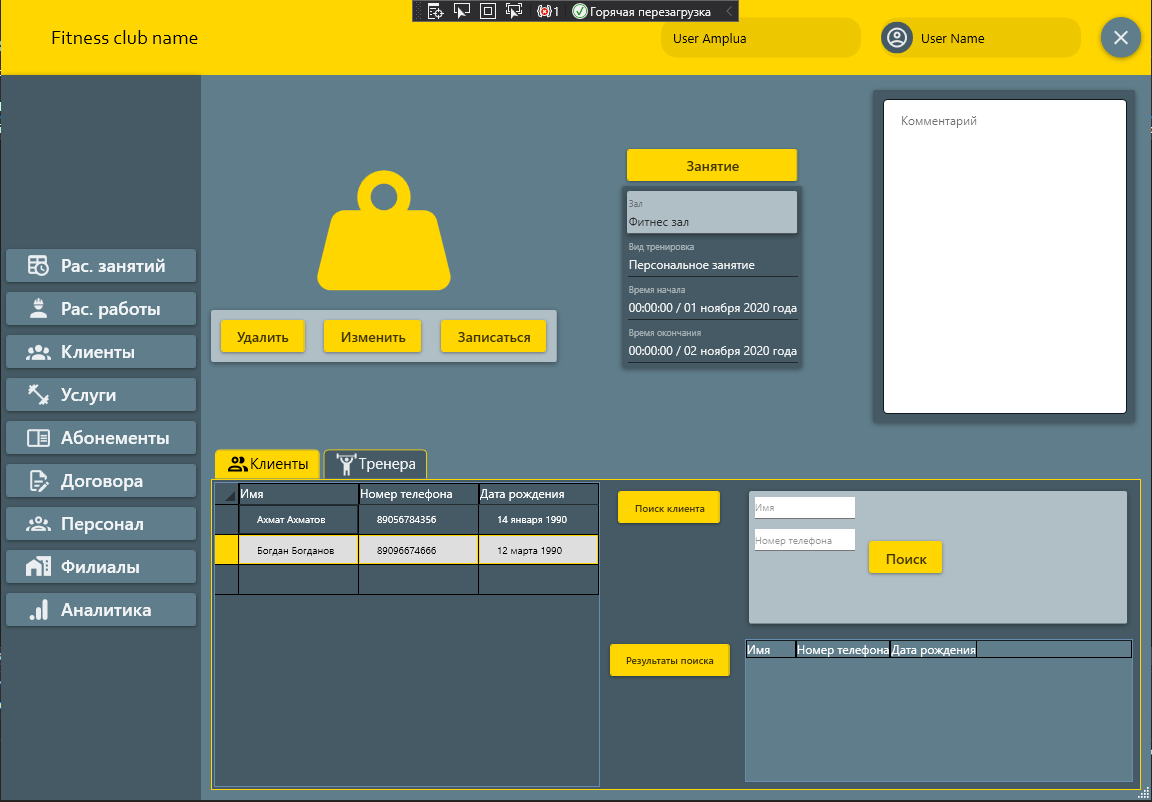 1 Горячая перезагрузка
Fitness club name
User Amplua
User Name
Рас. занятий
Рас. работы
Клиенты
Услуги
Абонементы
Договора
Персонал
Филиалы
Аналитика
Удалить
Изменить
Записаться
Занятие
Зал
Фитнес зал
Вид тренировка
Персональное занятие
Время начала
00:00:00 / 01 ноября 2020 года
Время окончания
00:00:00 / 02 ноября 2020 года
Комментарий
Клиенты
Тренера
Имя Номер телефона Дата рождения
Ахмат Ахматов 89056784356 14 января 1990
Богдан Богданов 89096674666 12 марта 1990
Поиск клиента
Имя
Номер телефона
Поиск
Результаты поиска
Имя Номер телефона Дата рождения